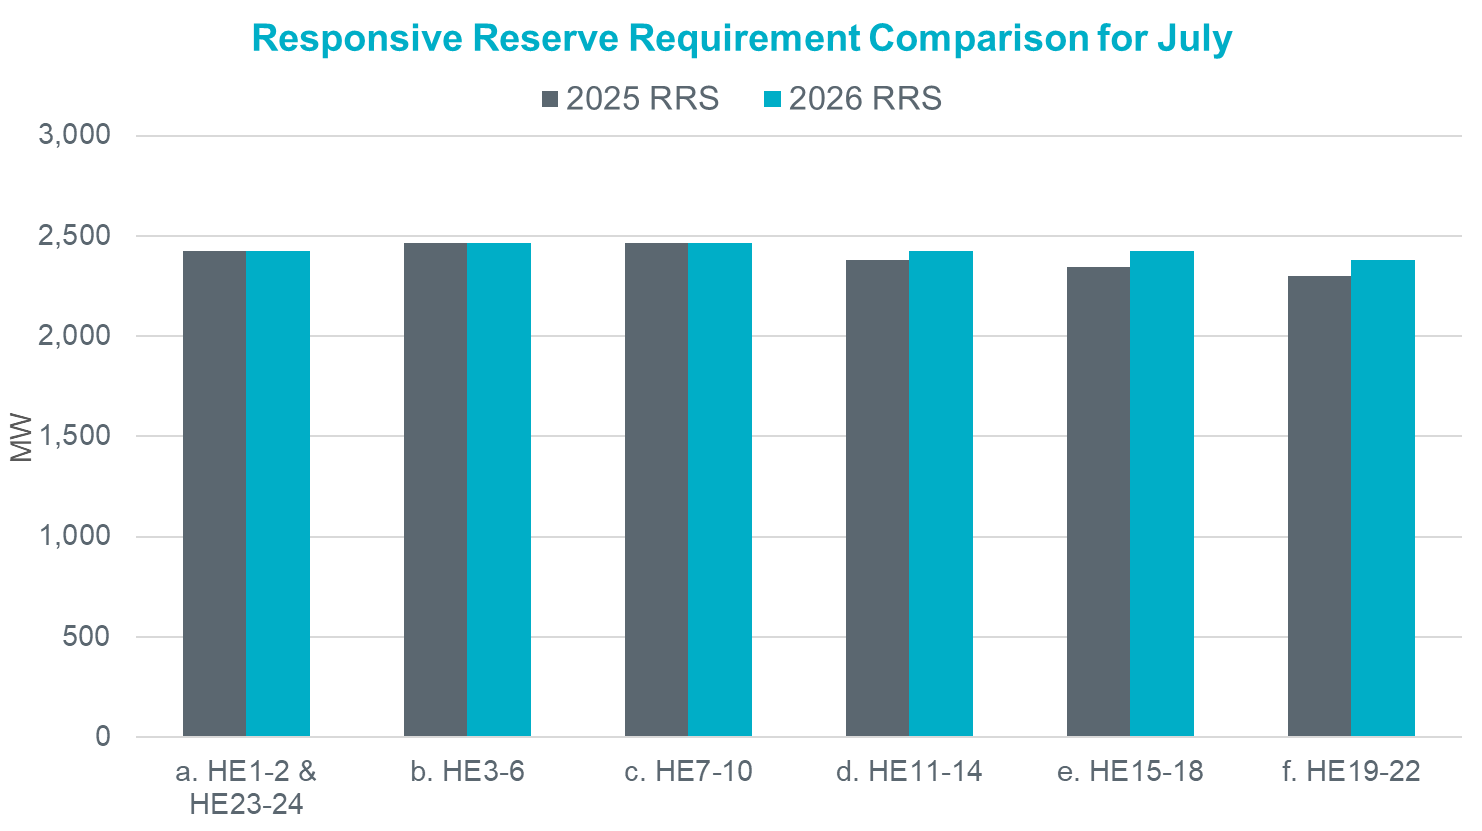 Responsive Reserve Requirement Comparison for July
2025 RRS 2026 RRS
3,000
2,500
2,000
1,500
1,000
500
0
MW
a. HE1-2 &
HE23-24
b. HE3-6
c. HE7-10
d. HE11-14
e. HE15-18
f. HE19-22